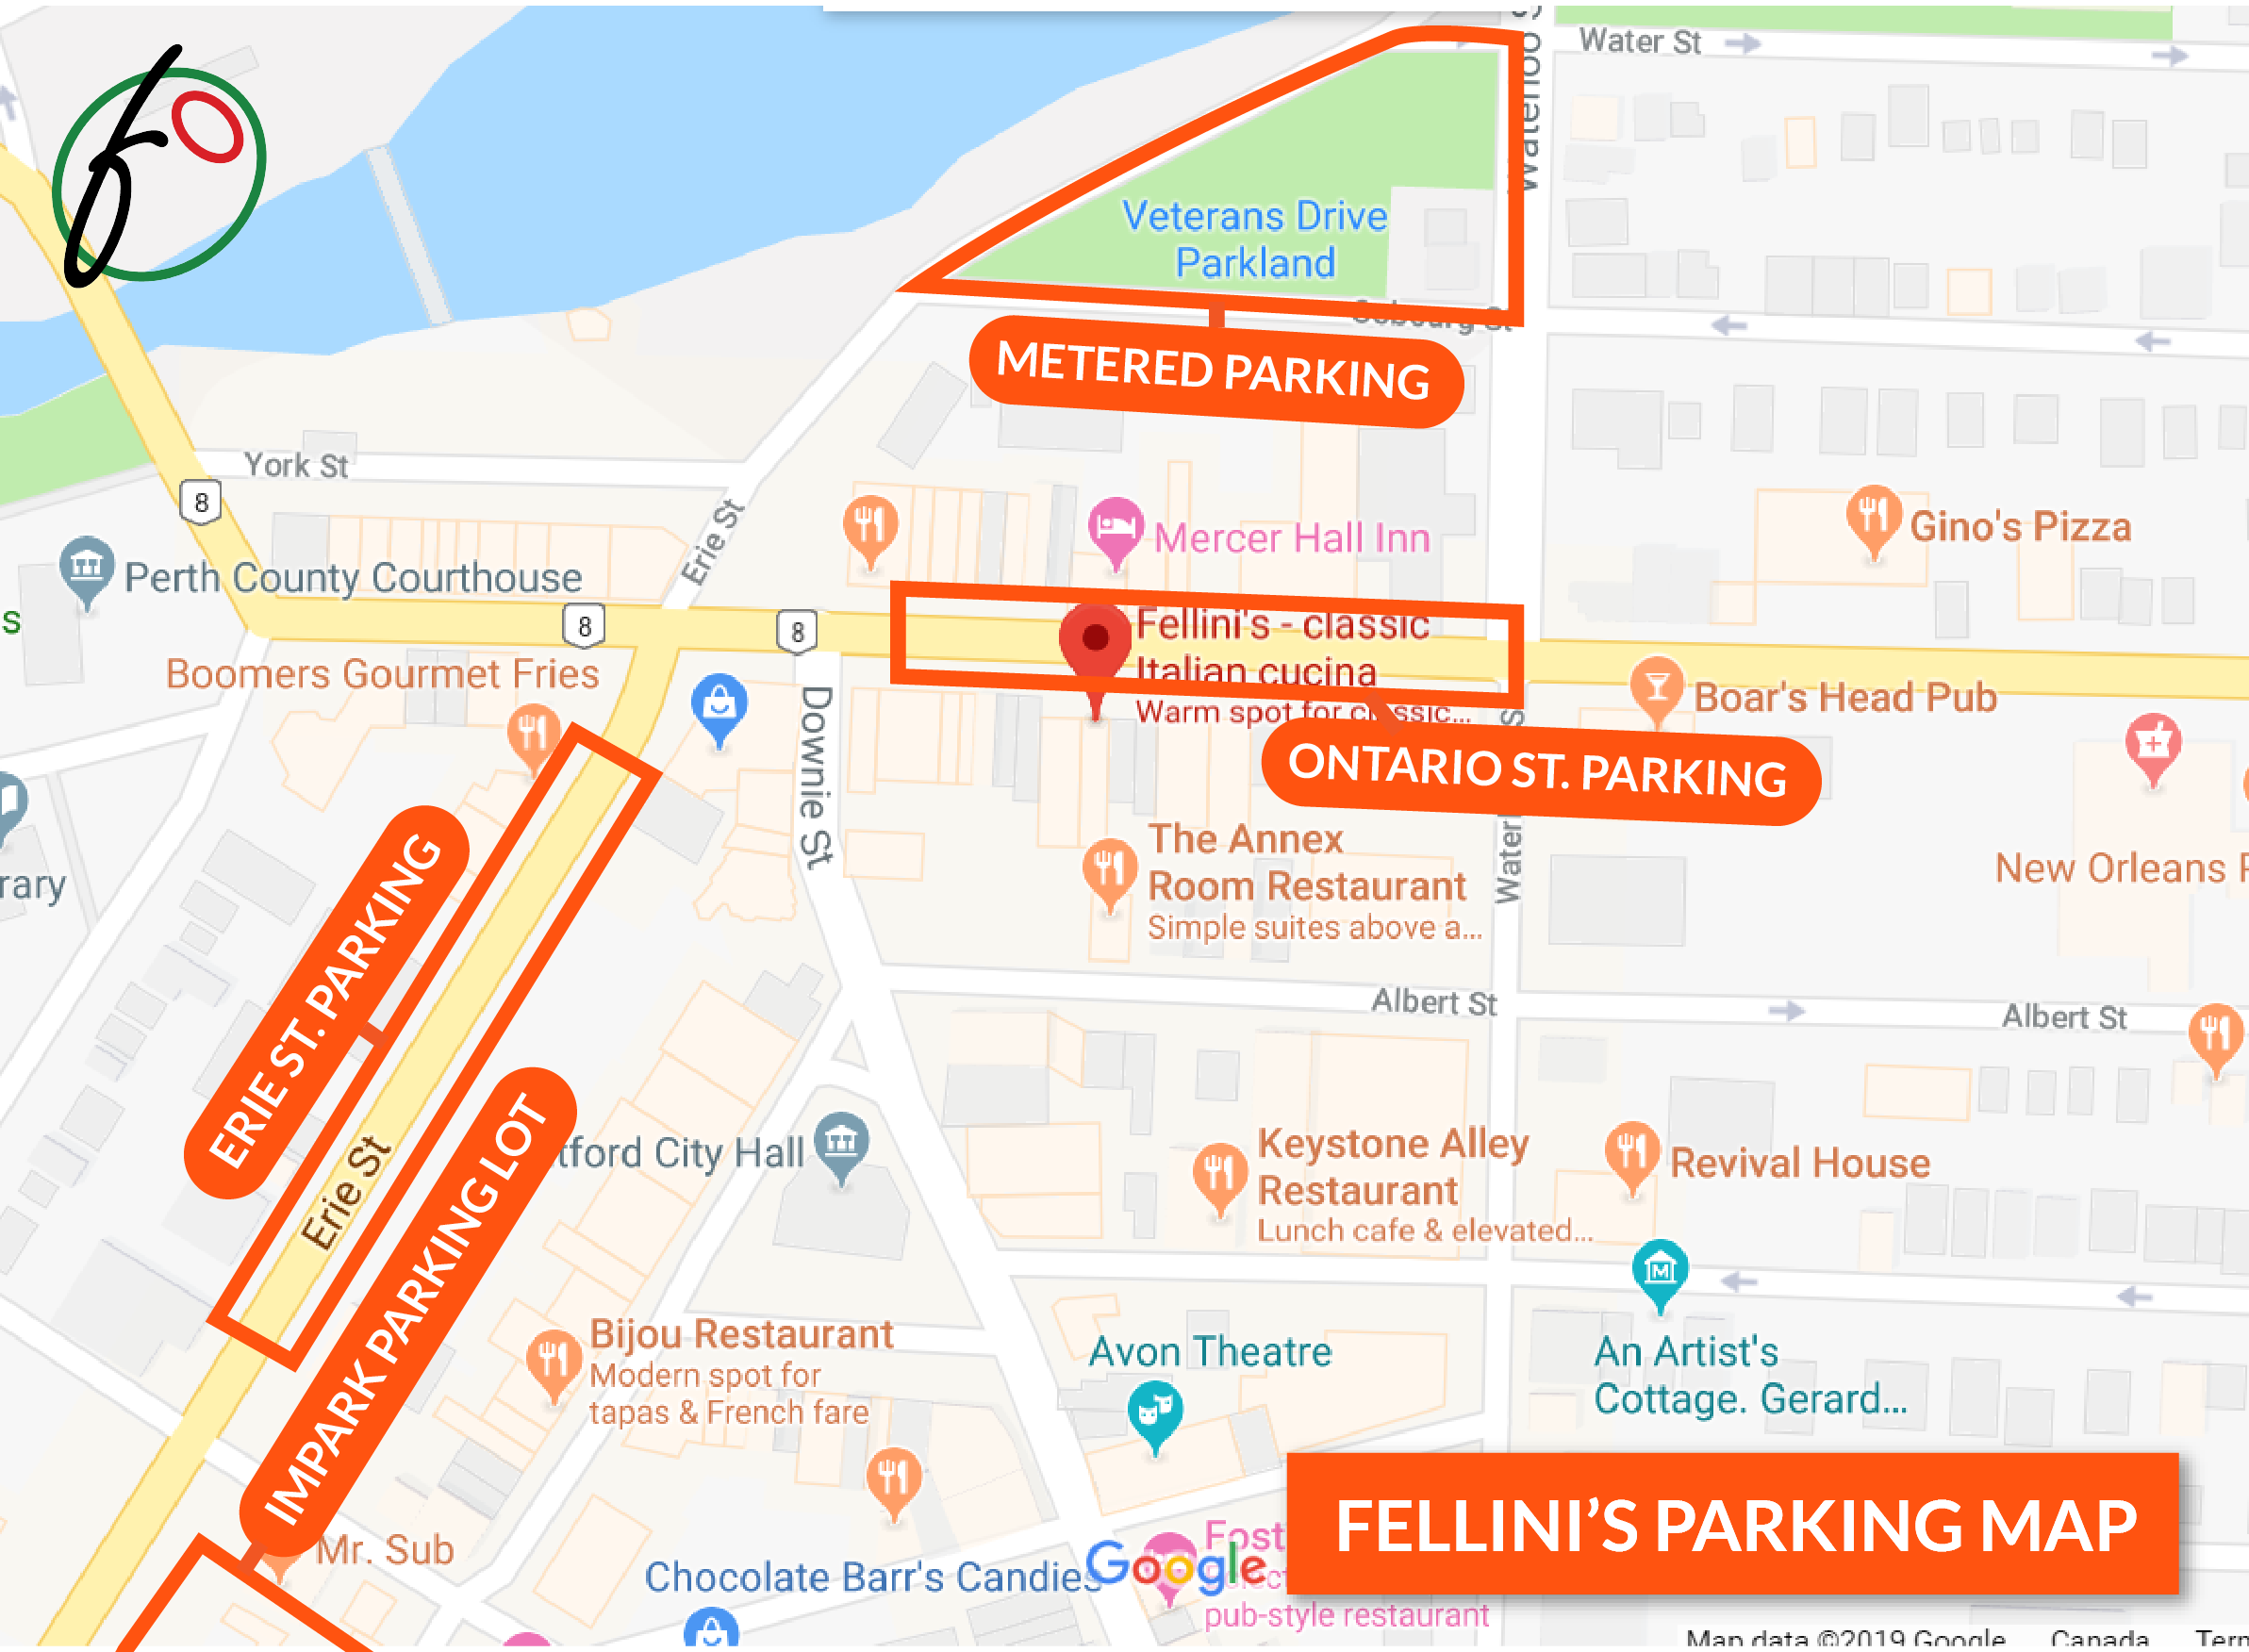 Water St
Waterloo S
Veterans Drive
Parkland
Cobourg St
METERED PARKING
York St
8
Erie St
Mercer Hall Inn
Gino's Pizza
Perth County Courthouse
8
8
s
Fellini's - classic
Italian cucina
Warm spot for classic...
Boomers Gourmet Fries
Boar's Head Pub
Downie St
ONTARIO ST. PARKING
Water
S
The Annex
Room Restaurant
Simple suites above a...
New Orleans P
rary
ERIE ST. PARKING
Albert St
Albert St
tford City Hall
Keystone Alley
Restaurant
Lunch cafe & elevated...
Revival House
Erie St
IMPARK PARKING LOT
Bijou Restaurant
Modern spot for
tapas & French fare
Avon Theatre
An Artist's
Cottage. Gerard...
Mr. Sub
Chocolate Barr's Candies
Google
Fost
pub-style restaurant
FELLINI'S PARKING MAP
Map data ©2019 Google Canada Tern